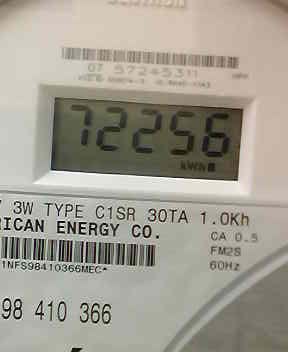 07 57245311
72256
kWh
3W TYPE C1SR 30TA 1.0Kh
RICAN ENERGY CO.
CA 0.5
FM2S
1NFS98410366MEC*
60Hz
98 410 366